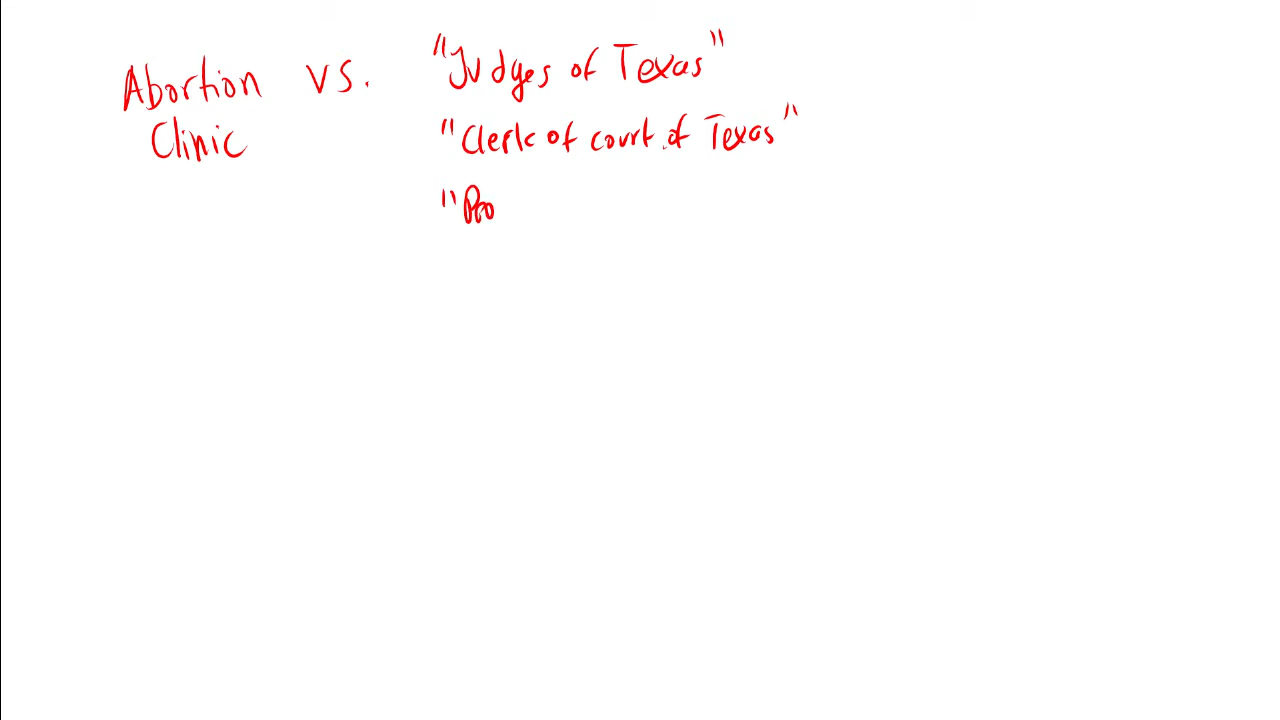 Abortion vs. "Judges of Texas"
Clinic "Clerk of court of Texas"